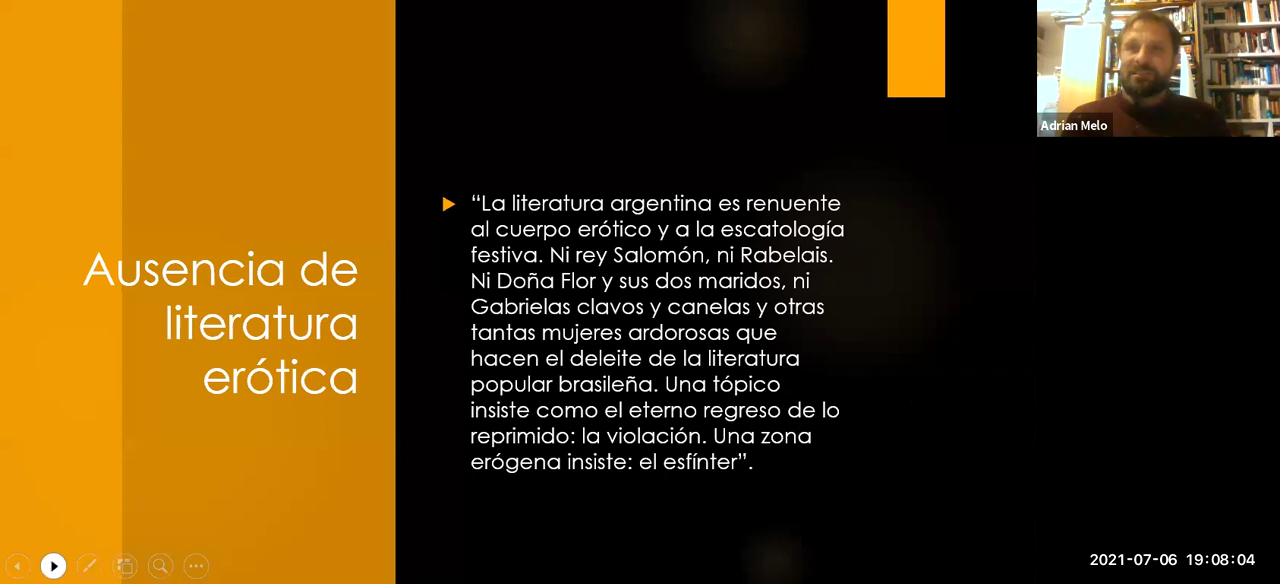 Ausencia de
literatura
erótica
“La literatura argentina es renuente
al cuerpo erótico y a la escatología
festiva. Ni rey Salomón, ni Rabelais.
Ni Doña Flor y sus dos maridos, ni
Gabrielas clavos y canelas y otras
tantas mujeres ardorosas que
hacen el deleite de la literatura
popular brasileña. Una tópico
insiste como el eterno regreso de lo
reprimido: la violación. Una zona
erógena insiste: el esfínter”.
Adrian Melo
2021-07-06 19:08:04